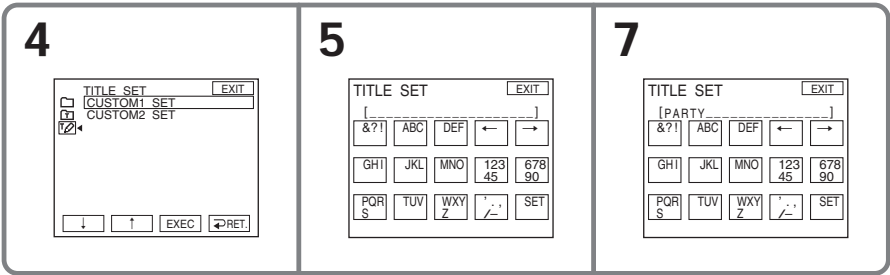 4
TITLE SET EXIT
CUSTOM1 SET
CUSTOM2 SET
↓ ↑ EXEC RET.
5
TITLE SET EXIT
[____________________]
&?! ABC DEF ← →
GHI JKL MNO 123 678
45 90
PQR TUV WXY ' . , SET
S Z / –
7
TITLE SET EXIT
[PARTY_______________]
&?! ABC DEF ← →
GHI JKL MNO 123 678
45 90
PQR TUV WXY ' . , SET
S Z / –